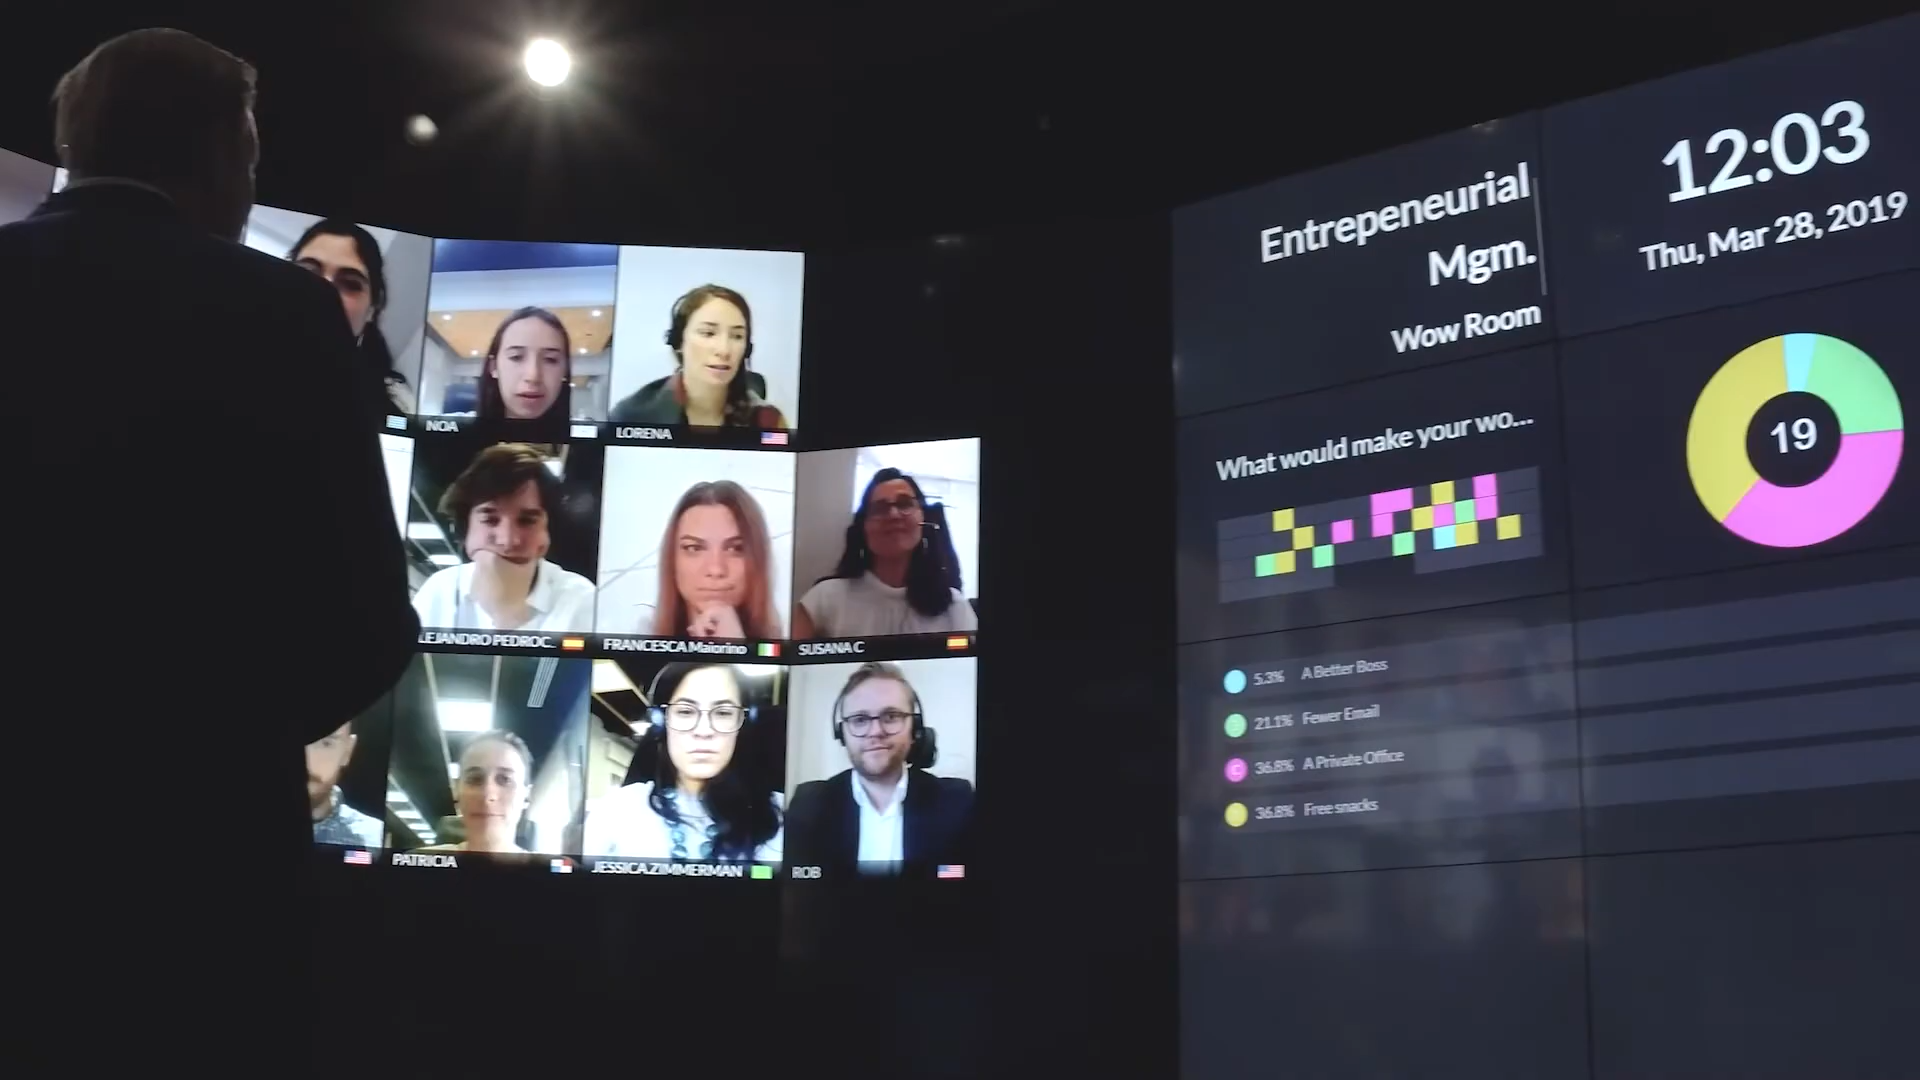 NOA
LORENA
LEJANDRO PEDROC..
FRANCESCA Maiorino
SUSANA C
PATRICIA
JESSICA ZIMMERMAN
ROB
Entrepeneurial
Mgm.
Wow Room
12:03
Thu, Mar 28, 2019
What would make your wo...
19
5.3% A Better Boss
21.1% Fewer Email
C 36.8% A Private Office
36.8% Free snacks